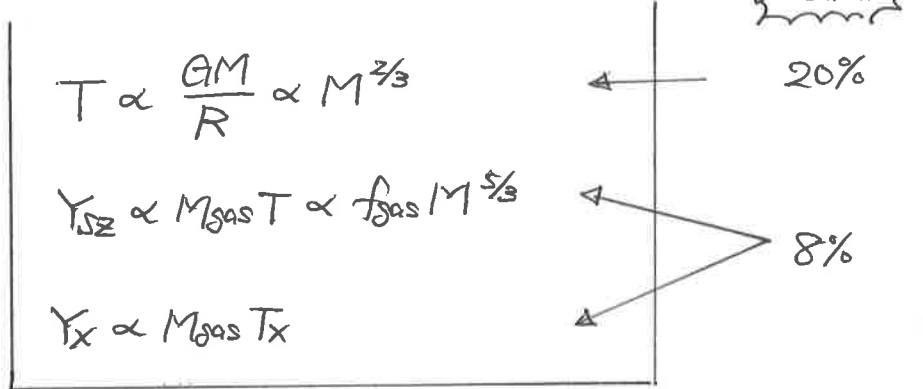 T ∝ GM/R ∝ M^2/3
20%
Y_SZ ∝ M_gas T ∝ f_gas M^5/3
8%
Y_X ∝ M_gas T_X